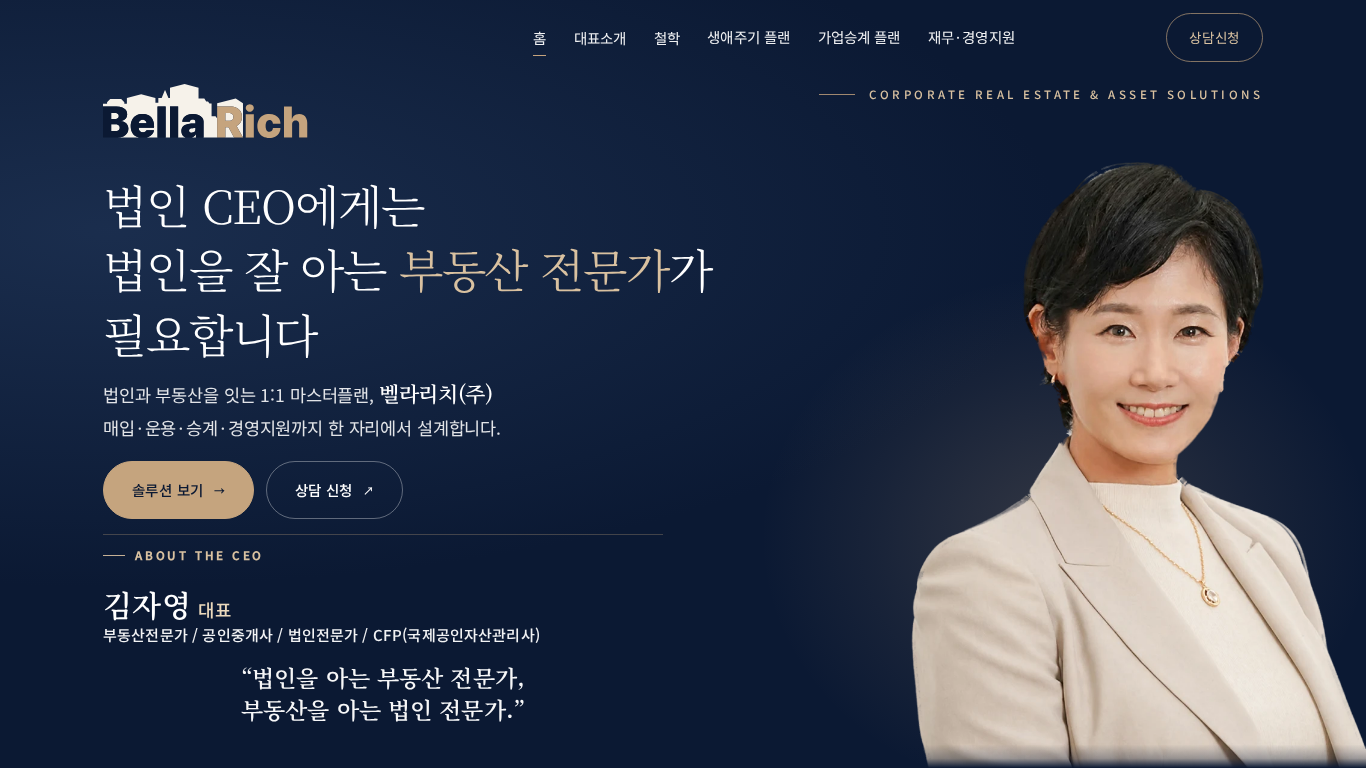 홈 대표소개 철학 생애주기 플랜 가업승계 플랜 재무·경영지원 상담신청
CORPORATE REAL ESTATE & ASSET SOLUTIONS
Bella Rich
법인 CEO에게는
법인을 잘 아는 부동산 전문가가
필요합니다
법인과 부동산을 잇는 1:1 마스터플랜, 벨라리치(주)
매입·운용·승계·경영지원까지 한 자리에서 설계합니다.
솔루션 보기 → 상담 신청 ↗
ABOUT THE CEO
김자영 대표
부동산전문가 / 공인중개사 / 법인전문가 / CFP(국제공인자산관리사)
“법인을 아는 부동산 전문가,
부동산을 아는 법인 전문가.”